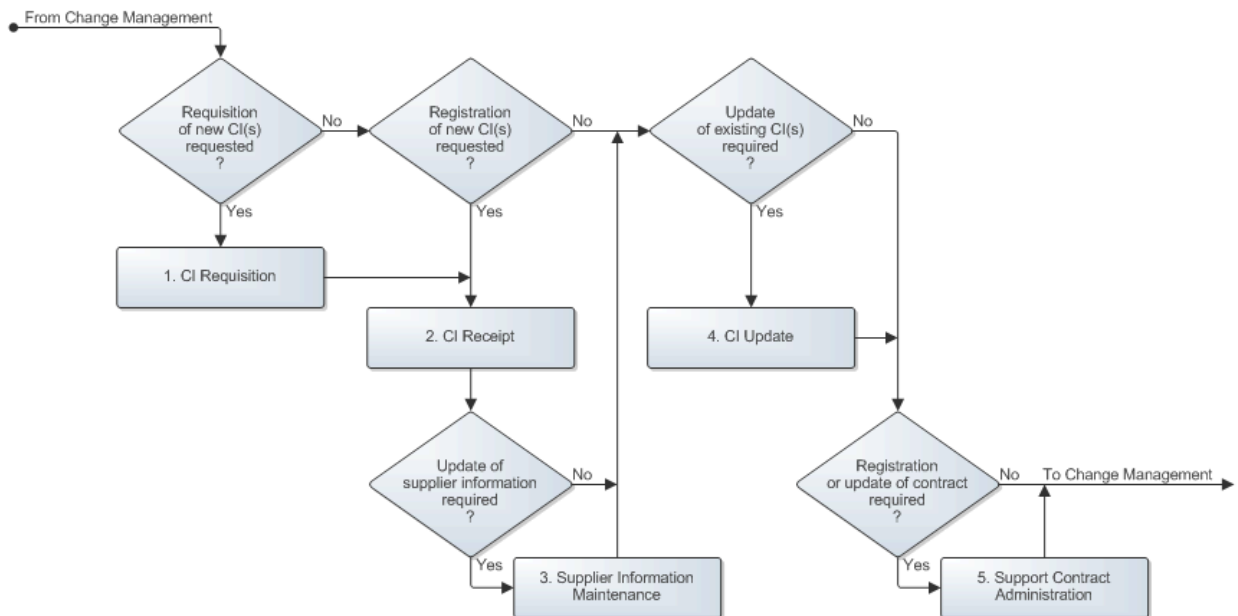 From Change Management
Requisition
of new CI(s)
requested
?
No
Yes
Registration
of new CI(s)
requested
?
No
Yes
Update
of existing CI(s)
required
?
No
Yes
1. CI Requisition
2. CI Receipt
4. CI Update
Update of
supplier information
required
?
No
Yes
3. Supplier Information
Maintenance
Registration
or update of contract
required
?
No
Yes
To Change Management
5. Support Contract
Administration